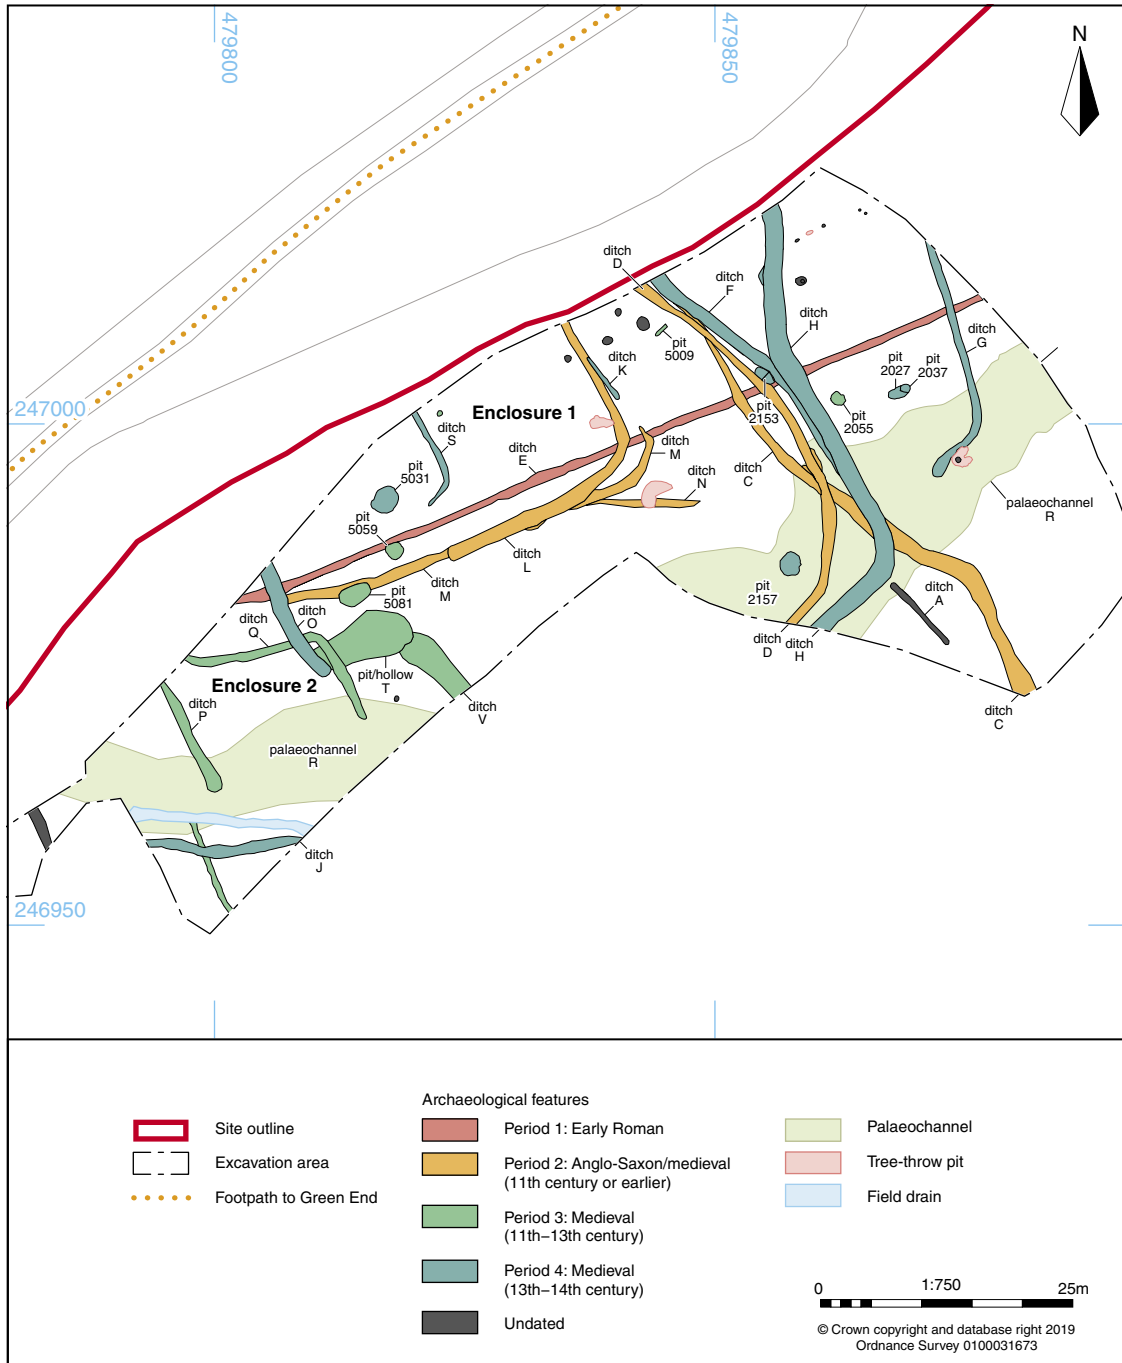 479800
479850
N
ditch
D
ditch
F
ditch
H
ditch
G
pit
5009
ditch
K
pit
2027
pit
2037
247000
Enclosure 1
pit
2153
pit
2055
ditch
S
ditch
M
ditch
E
ditch
C
ditch
N
pit
5031
palaeochannel
R
pit
5059
ditch
L
ditch
M
pit
5081
pit
2157
ditch
A
ditch
Q
ditch
O
ditch
D
ditch
H
Enclosure 2
pit/hollow
T
ditch
P
ditch
V
ditch
C
palaeochannel
R
ditch
J
246950
Archaeological features
Site outline
Excavation area
Footpath to Green End
Period 1: Early Roman
Period 2: Anglo-Saxon/medieval
(11th century or earlier)
Period 3: Medieval
(11th–13th century)
Period 4: Medieval
(13th–14th century)
Undated
Palaeochannel
Tree-throw pit
Field drain
0 1:750 25m
© Crown copyright and database right 2019
Ordnance Survey 0100031673